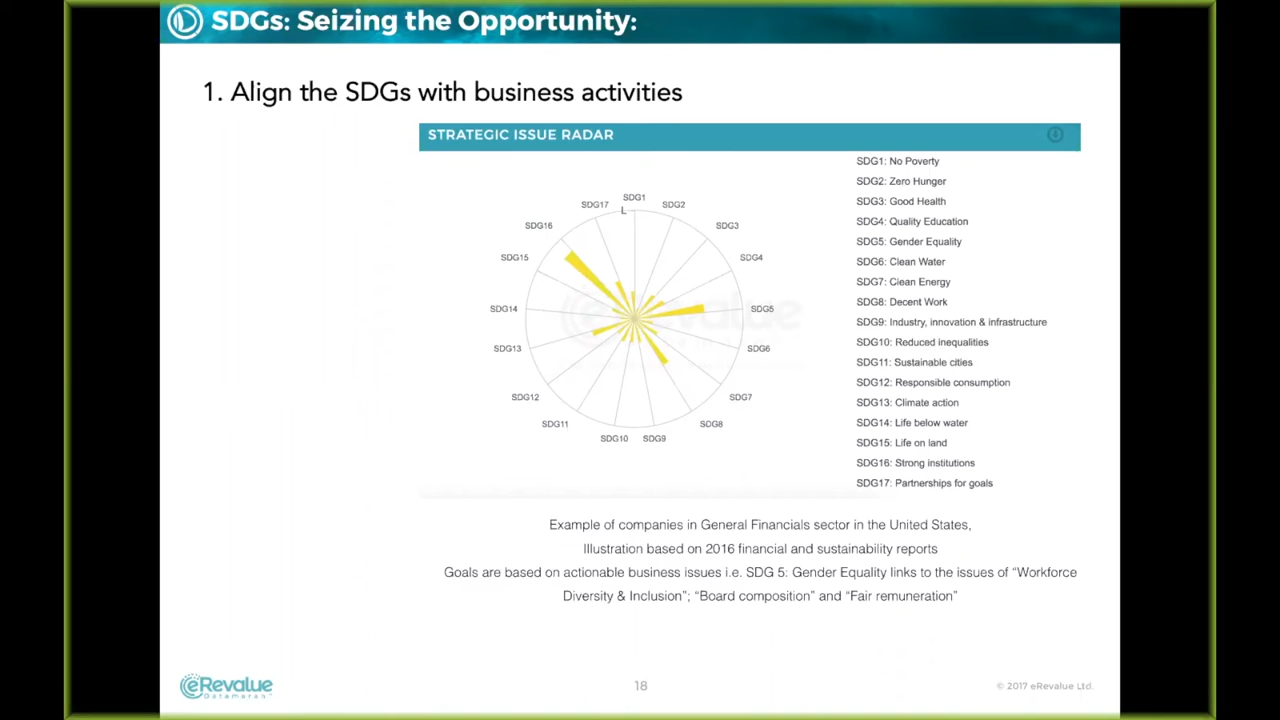 SDGs: Seizing the Opportunity:
1. Align the SDGs with business activities
STRATEGIC ISSUE RADAR
SDG1
SDG2
SDG3
SDG4
SDG5
SDG6
SDG7
SDG8
SDG9
SDG10
SDG11
SDG12
SDG13
SDG14
SDG15
SDG16
SDG17
L
eRevalue
SDG1: No Poverty
SDG2: Zero Hunger
SDG3: Good Health
SDG4: Quality Education
SDG5: Gender Equality
SDG6: Clean Water
SDG7: Clean Energy
SDG8: Decent Work
SDG9: Industry, innovation & infrastructure
SDG10: Reduced inequalities
SDG11: Sustainable cities
SDG12: Responsible consumption
SDG13: Climate action
SDG14: Life below water
SDG15: Life on land
SDG16: Strong institutions
SDG17: Partnerships for goals
Example of companies in General Financials sector in the United States,
Illustration based on 2016 financial and sustainability reports
Goals are based on actionable business issues i.e. SDG 5: Gender Equality links to the issues of “Workforce
Diversity & Inclusion”; “Board composition” and “Fair remuneration”
eRevalue
Datamaran
18
© 2017 eRevalue Ltd.